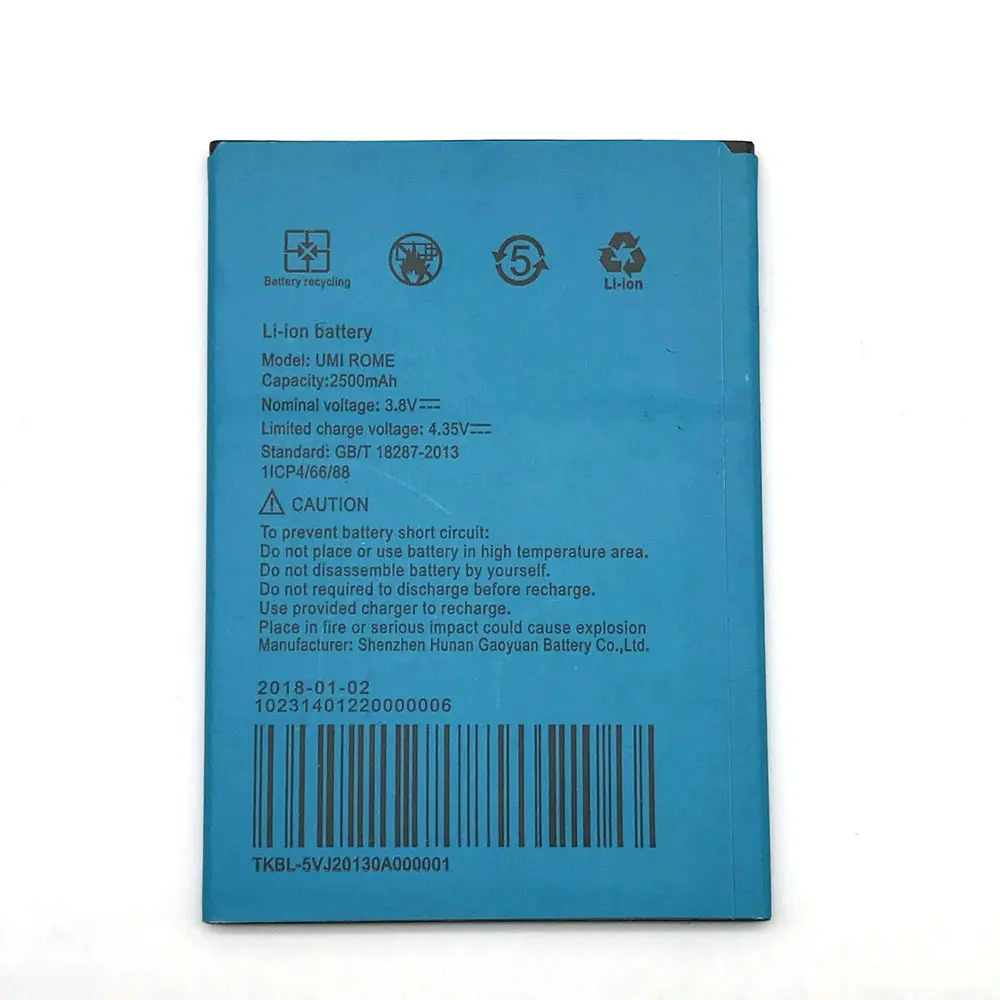 Battery recycling
5
Li-ion
Li-ion battery
Model: UMI ROME
Capacity:2500mAh
Nominal voltage: 3.8V⎓
Limited charge voltage: 4.35V⎓
Standard: GB/T 18287-2013
1ICP4/66/88
CAUTION
To prevent battery short circuit:
Do not place or use battery in high temperature area.
Do not disassemble battery by yourself.
Do not required to discharge before recharge.
Use provided charger to recharge.
Place in fire or serious impact could cause explosion
Manufacturer: Shenzhen Hunan Gaoyuan Battery Co.,Ltd.
2018-01-02
10231401220000006
TKBL-5VJ20130A000001